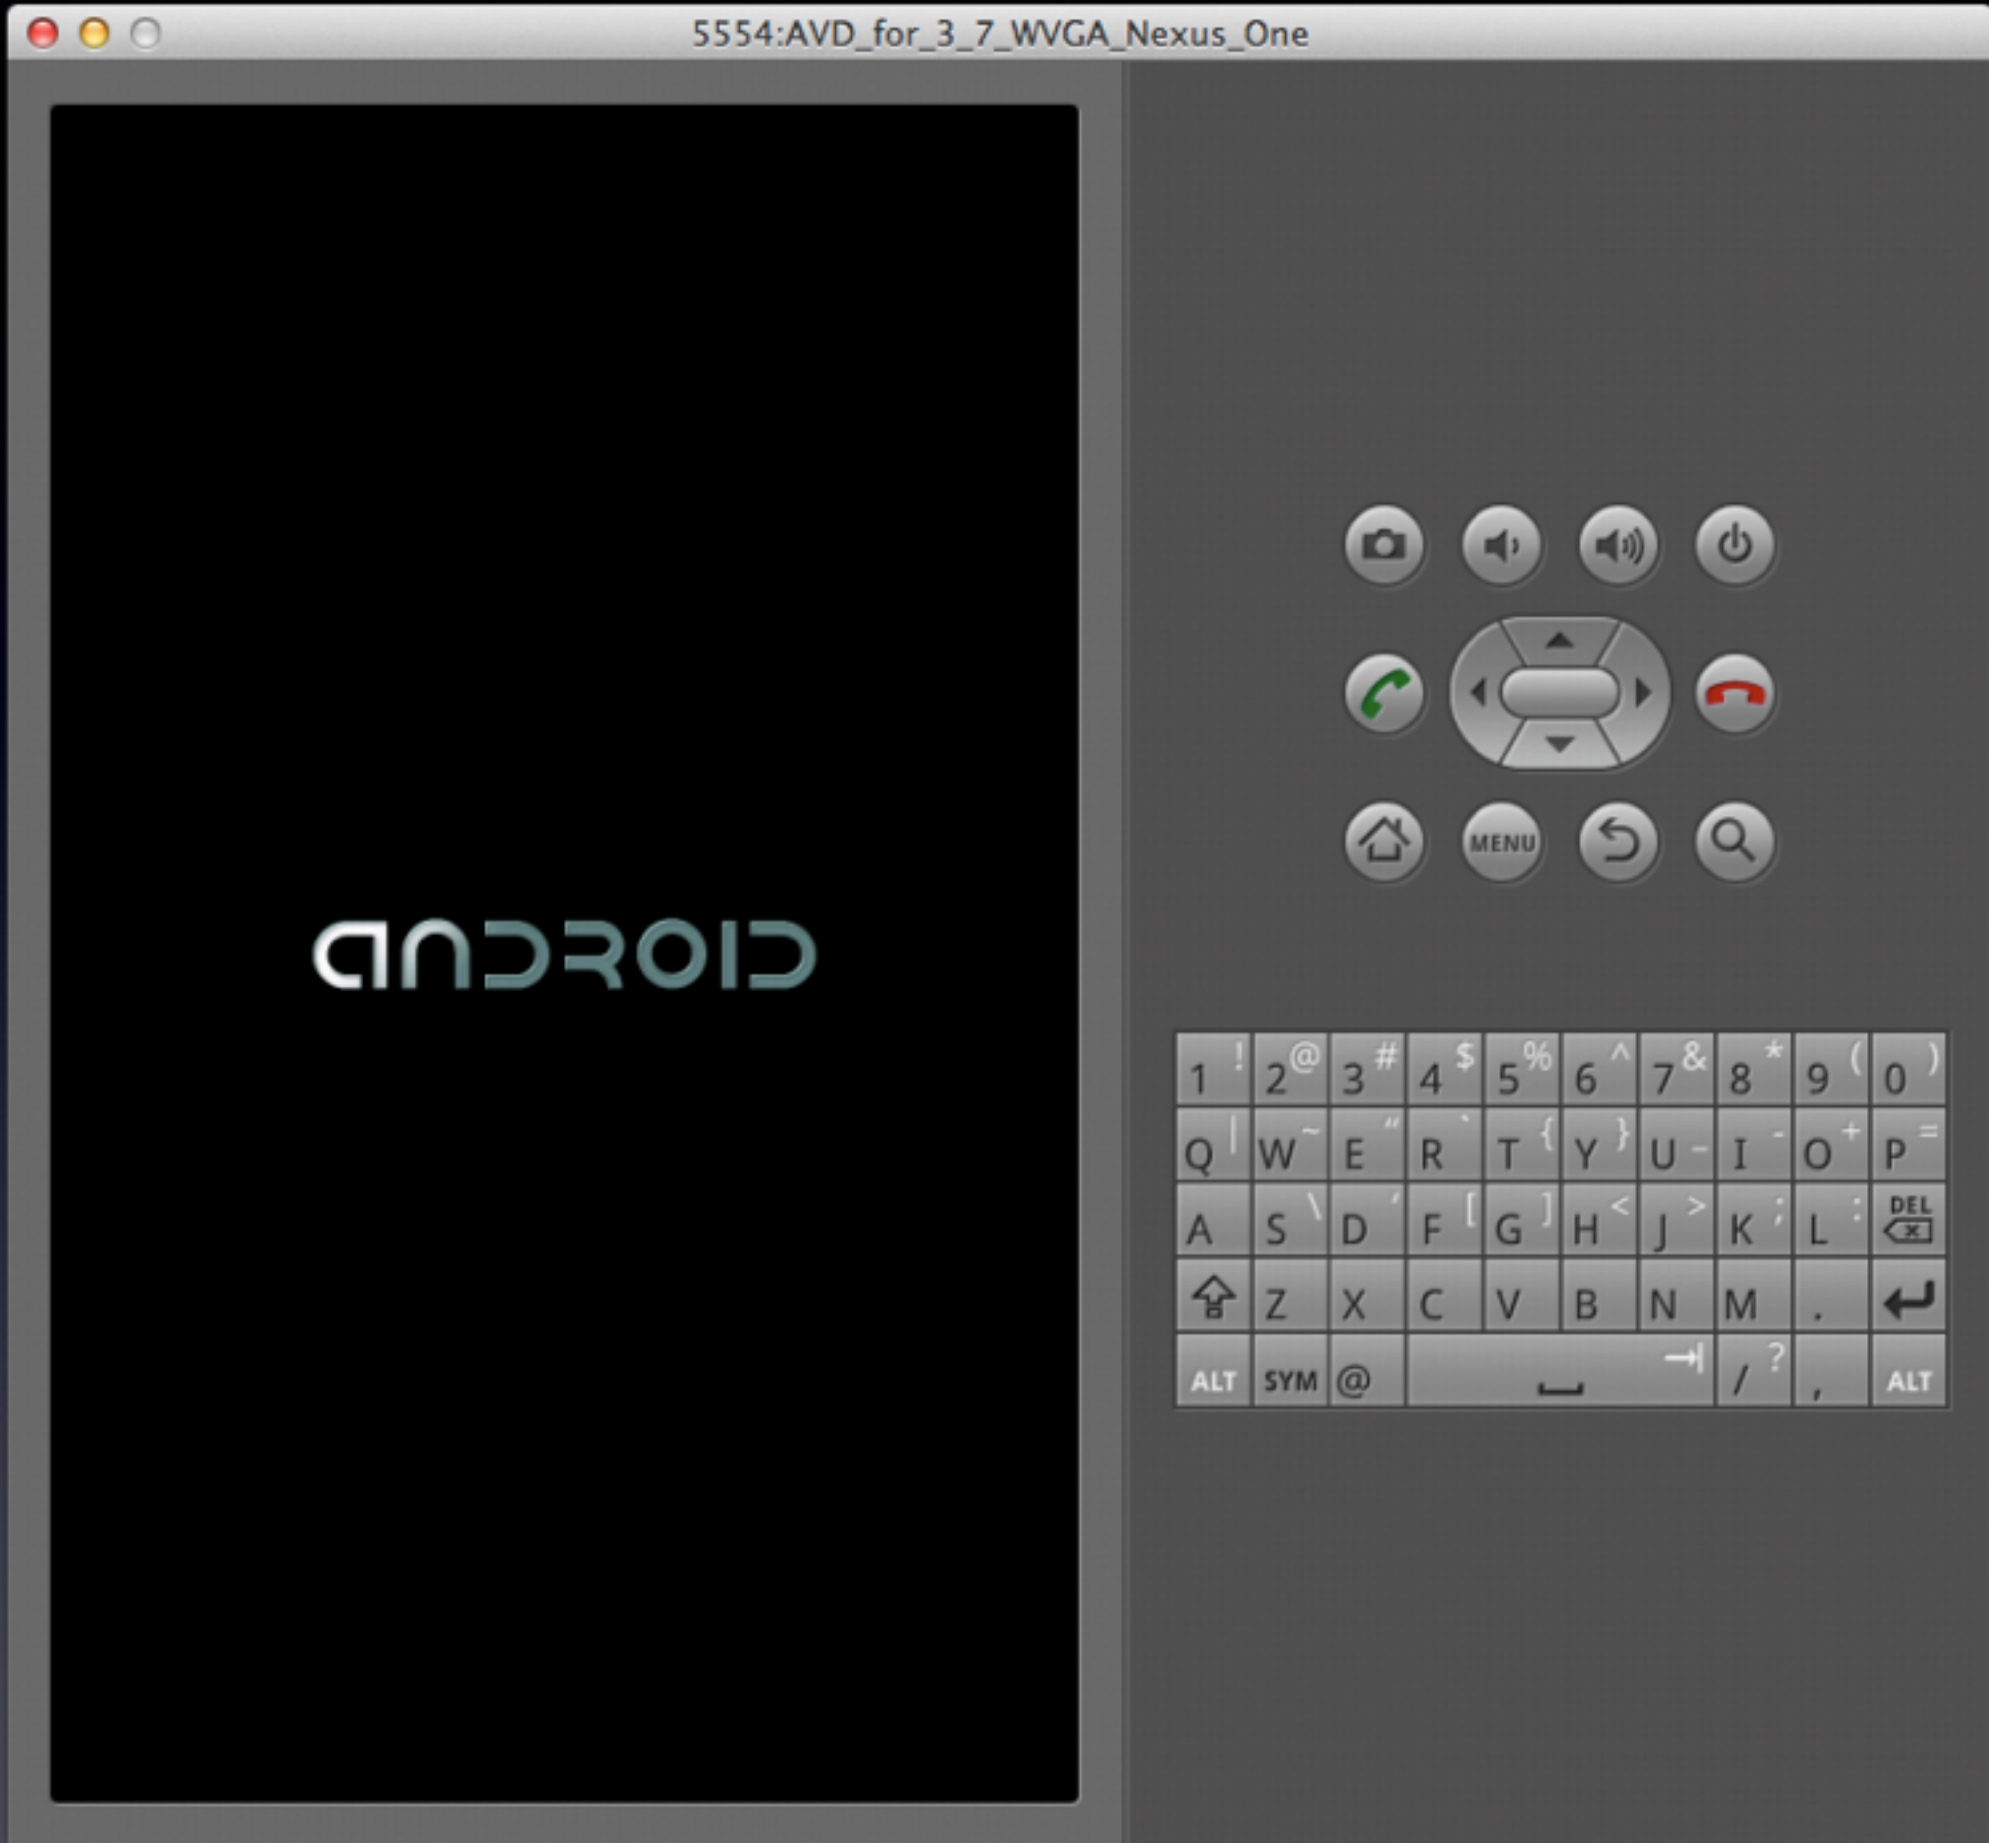 5554:AVD_for_3_7_WVGA_Nexus_One
ANDROID
MENU
1 ! 2 @ 3 # 4 $ 5 % 6 ^ 7 & 8 * 9 ( 0 )
Q | W ~ E “ R ` T { Y } U _ I - O + P =
A S \ D ‘ F [ G ] H < J > K ; L : DEL
Z X C V B N M .
ALT SYM @ / ? , ALT